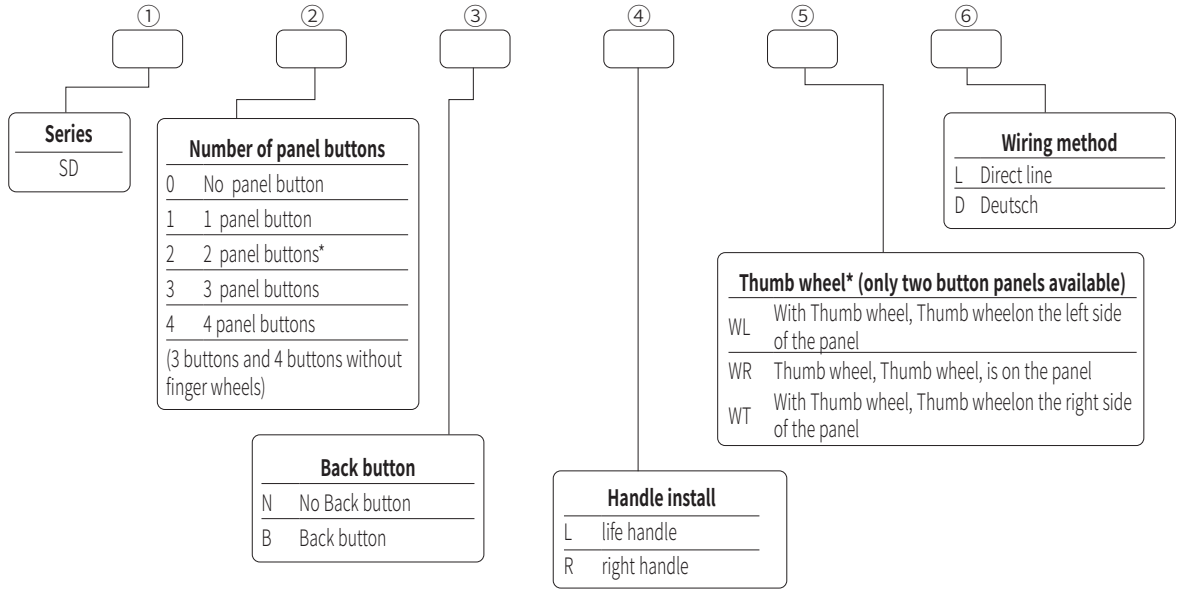 ① ② ③ ④ ⑤ ⑥
Series
SD
Number of panel buttons
0 No panel button
1 1 panel button
2 2 panel buttons*
3 3 panel buttons
4 4 panel buttons
(3 buttons and 4 buttons without
finger wheels)
Back button
N No Back button
B Back button
Handle install
L life handle
R right handle
Thumb wheel* (only two button panels available)
WL With Thumb wheel, Thumb wheelon the left side
of the panel
WR Thumb wheel, Thumb wheel, is on the panel
WT With Thumb wheel, Thumb wheelon the right side
of the panel
Wiring method
L Direct line
D Deutsch